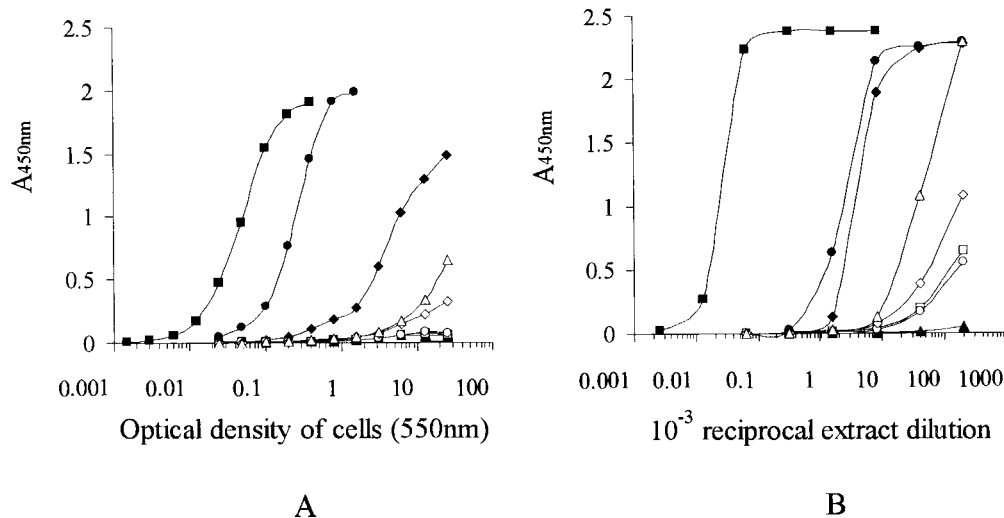 2.5
2
1.5
1
0.5
0
A450nm
0.001 0.01 0.1 1 10 100
Optical density of cells (550nm)
A
2.5
2
1.5
1
0.5
0
A450nm
0.001 0.01 0.1 1 10 100 1000
10⁻³ reciprocal extract dilution
B